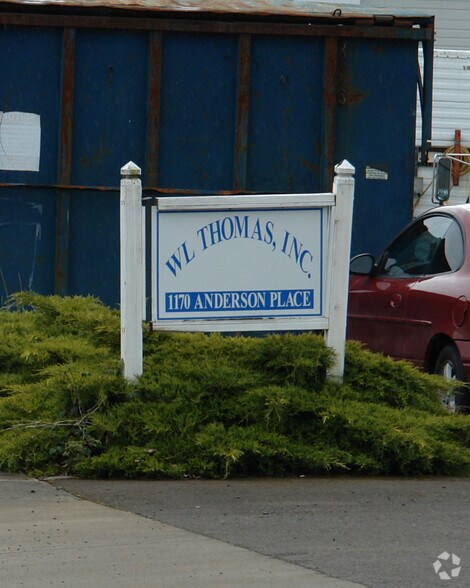 WL THOMAS, INC.
1170 ANDERSON PLACE